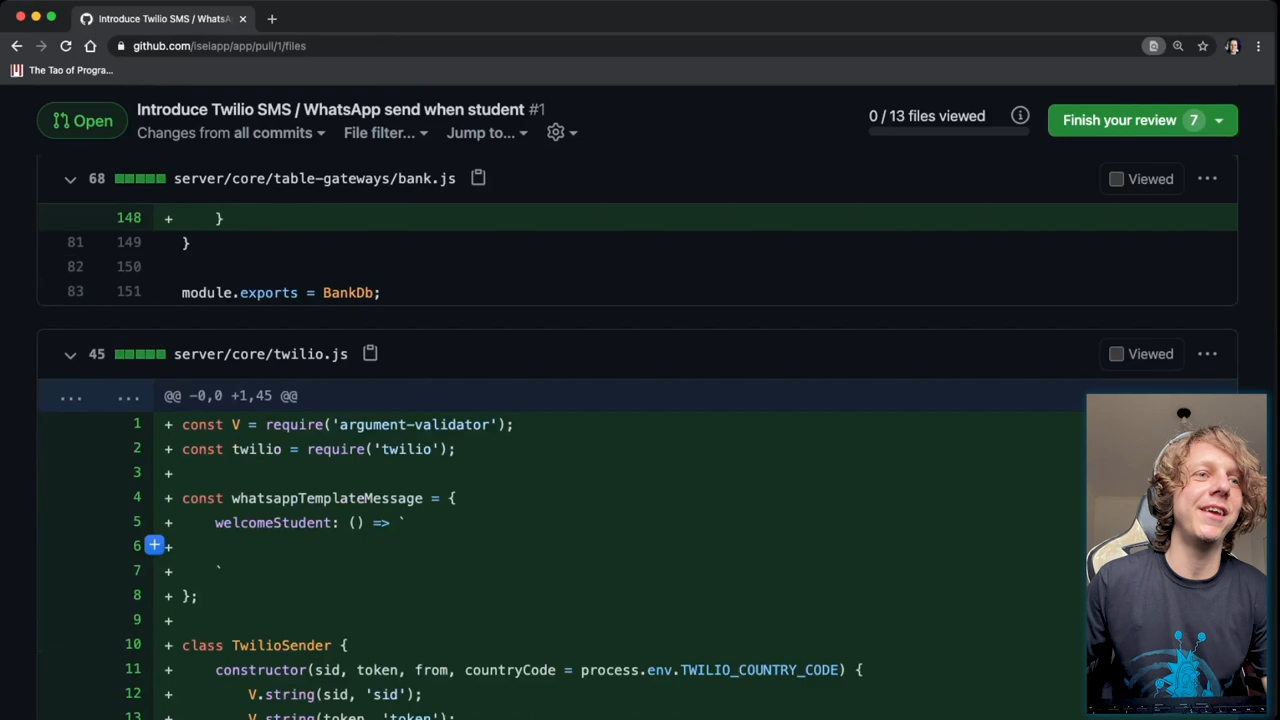 Introduce Twilio SMS / WhatsA
github.com/iseiapp/app/pull/1/files
The Tao of Progra...
Open
Introduce Twilio SMS / WhatsApp send when student #1
Changes from all commits
File filter...
Jump to...
0 / 13 files viewed
Finish your review 7
68 server/core/table-gateways/bank.js
Viewed
148 + }
81 149 }
82 150
83 151 module.exports = BankDb;
45 server/core/twilio.js
Viewed
... ... @@ -0,0 +1,45 @@
1 + const V = require('argument-validator');
2 + const twilio = require('twilio');
3 +
4 + const whatsappTemplateMessage = {
5 + welcomeStudent: () => `
6 +
7 + `
8 + };
9 +
10 + class TwilioSender {
11 + constructor(sid, token, from, countryCode = process.env.TWILIO_COUNTRY_CODE) {
12 + V.string(sid, 'sid');
13 + V.string(token, 'token');